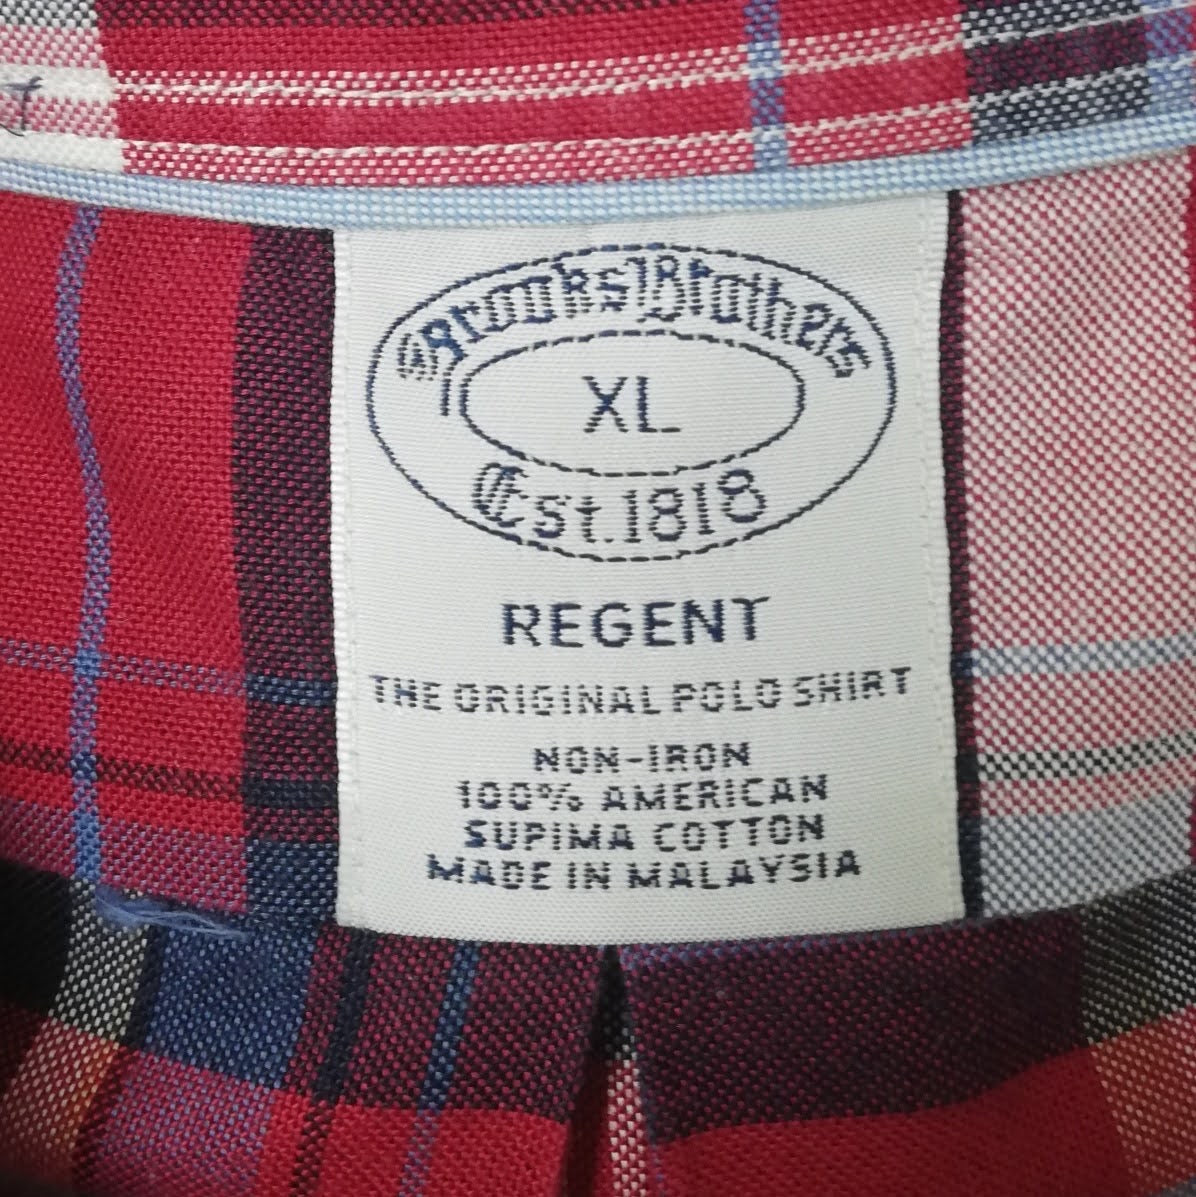 Brooks Brothers
XL
Est. 1818
REGENT
THE ORIGINAL POLO SHIRT
NON-IRON
100% AMERICAN
SUPIMA COTTON
MADE IN MALAYSIA